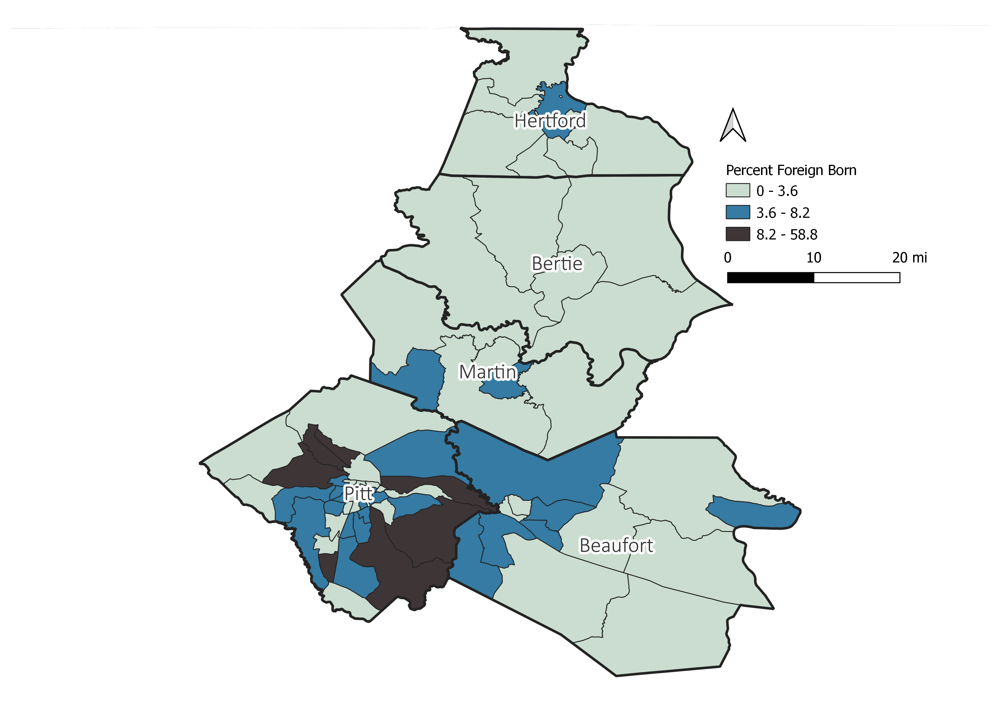 Hertford
Percent Foreign Born
0 - 3.6
3.6 - 8.2
8.2 - 58.8
0 10 20 mi
Bertie
Martin
Pitt
Beaufort